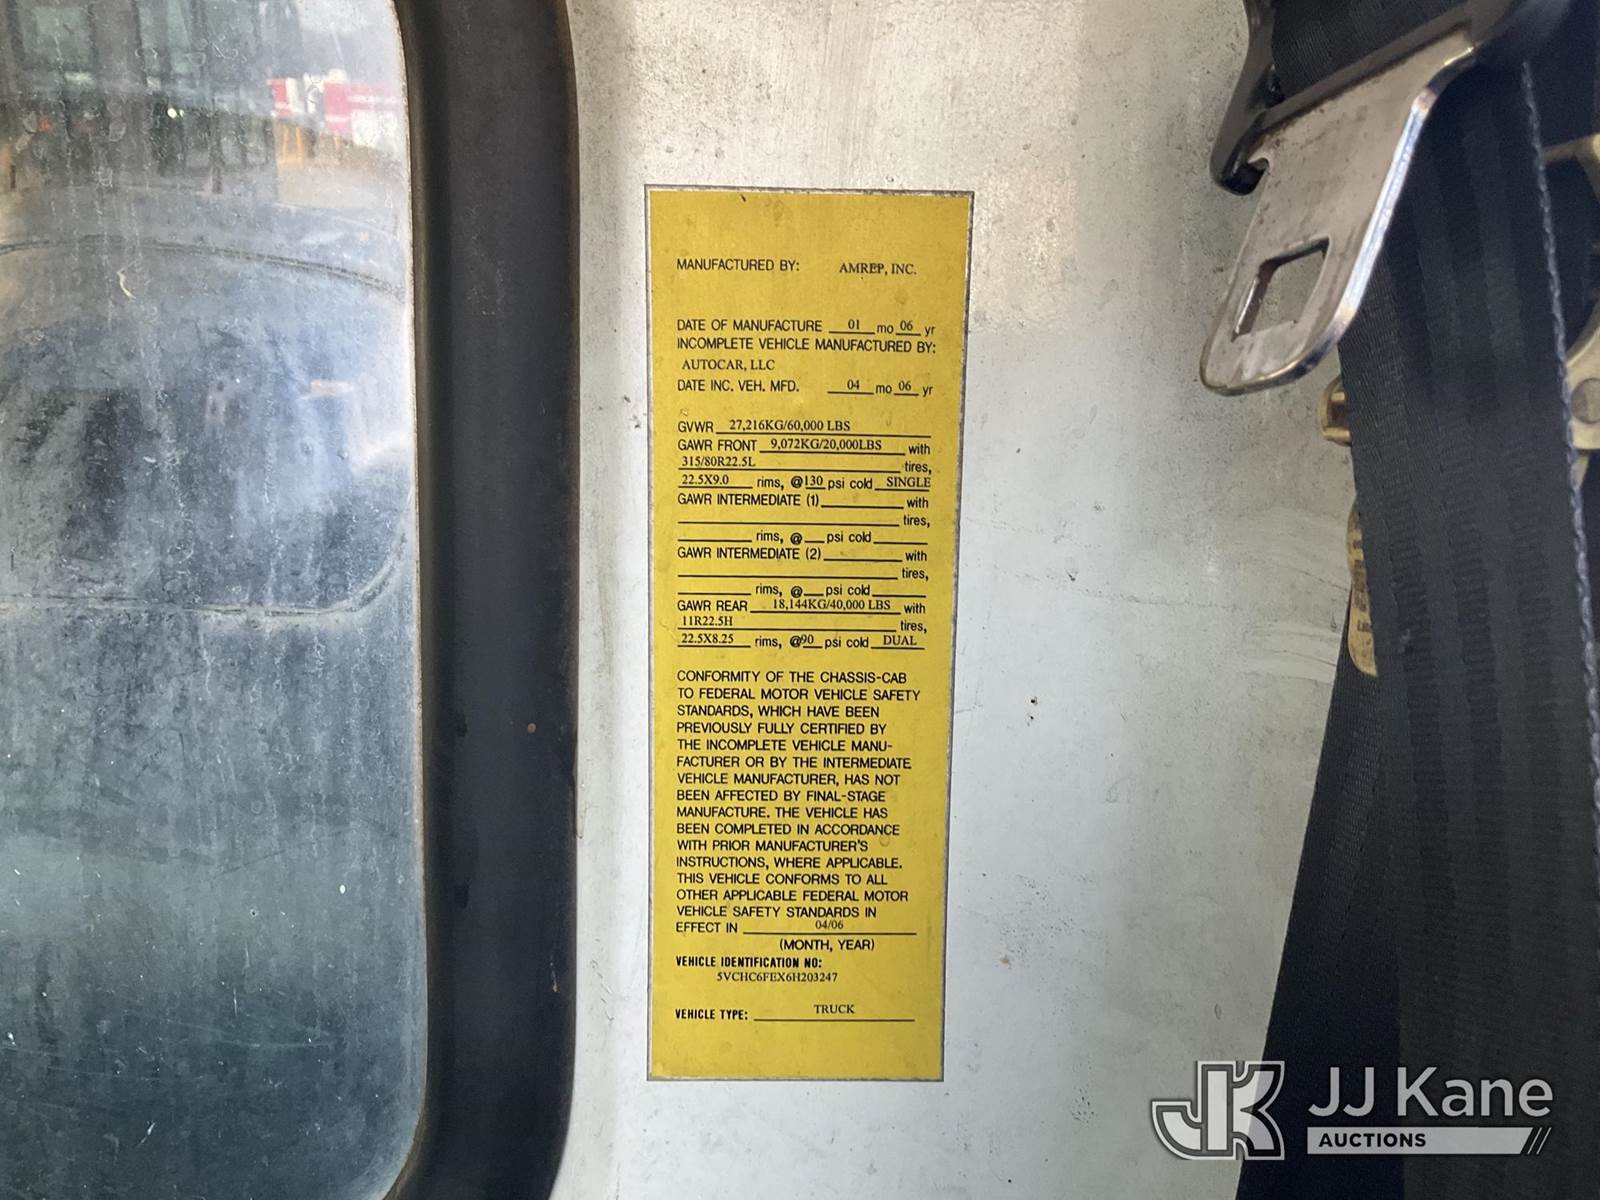 MANUFACTURED BY: AMREP, INC.
DATE OF MANUFACTURE 01 mo 06 yr
INCOMPLETE VEHICLE MANUFACTURED BY:
AUTOCAR, LLC
DATE INC. VEH. MFD. 04 mo 06 yr
GVWR 27,216KG/60,000 LBS
GAWR FRONT 9,072KG/20,000LBS with
315/80R22.5L tires,
22.5X9.0 rims, @130 psi cold SINGLE
GAWR INTERMEDIATE (1) with
tires,
rims, @ psi cold
GAWR INTERMEDIATE (2) with
tires,
rims, @ psi cold
GAWR REAR 18,144KG/40,000 LBS with
11R22.5H tires,
22.5X8.25 rims, @90 psi cold DUAL
CONFORMITY OF THE CHASSIS-CAB
TO FEDERAL MOTOR VEHICLE SAFETY
STANDARDS, WHICH HAVE BEEN
PREVIOUSLY FULLY CERTIFIED BY
THE INCOMPLETE VEHICLE MANU-
FACTURER OR BY THE INTERMEDIATE
VEHICLE MANUFACTURER, HAS NOT
BEEN AFFECTED BY FINAL-STAGE
MANUFACTURE. THE VEHICLE HAS
BEEN COMPLETED IN ACCORDANCE
WITH PRIOR MANUFACTURER'S
INSTRUCTIONS, WHERE APPLICABLE.
THIS VEHICLE CONFORMS TO ALL
OTHER APPLICABLE FEDERAL MOTOR
VEHICLE SAFETY STANDARDS IN
EFFECT IN 04/06
(MONTH, YEAR)
VEHICLE IDENTIFICATION NO:
5VCHC6FEX6H203247
VEHICLE TYPE: TRUCK
JK JJ Kane
AUCTIONS